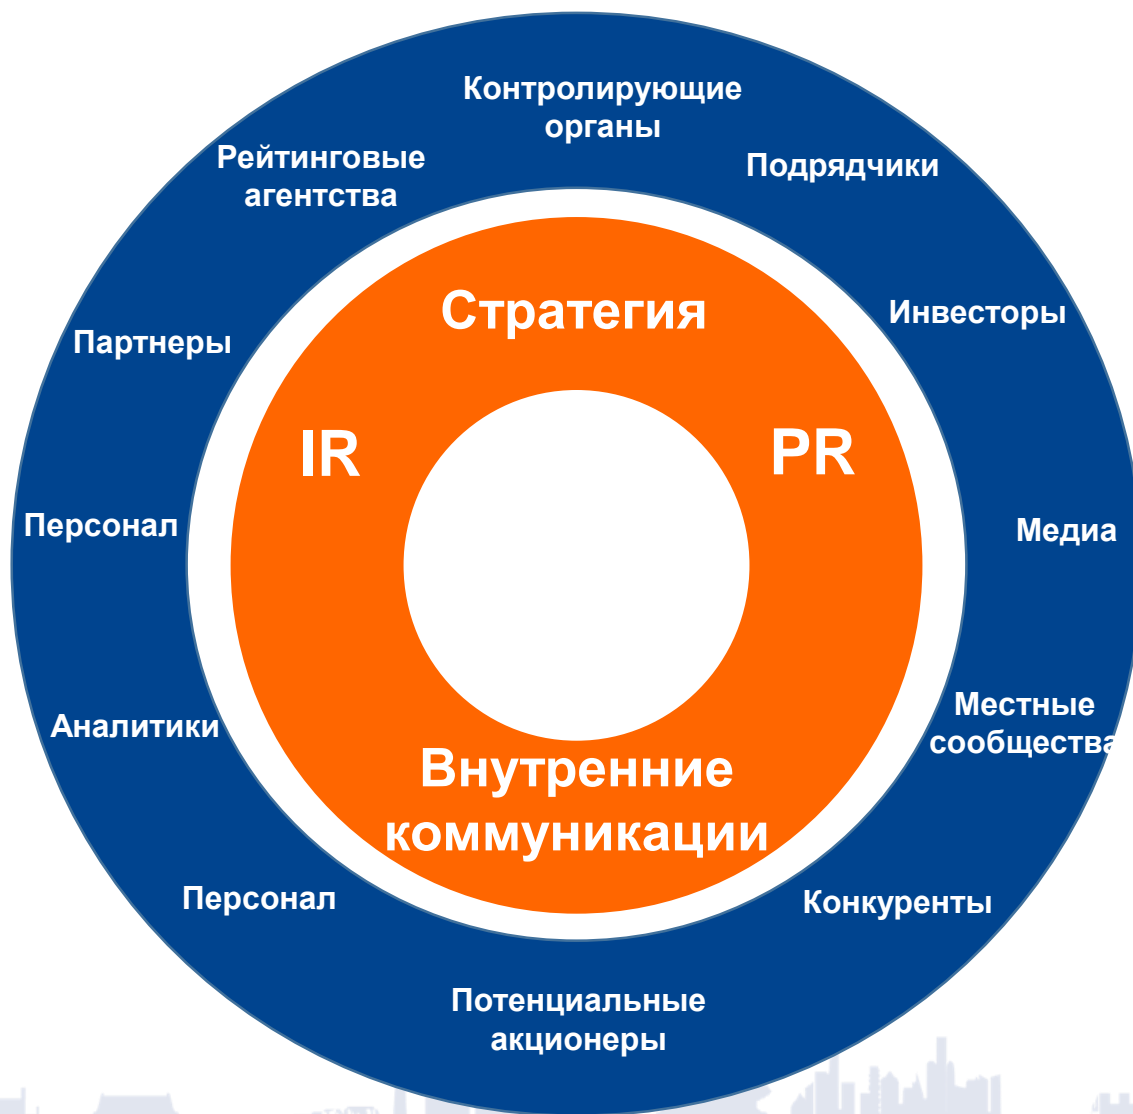 Контролирующие
органы
Рейтинговые
агентства
Подрядчики
Стратегия
Инвесторы
Партнеры
IR
PR
Персонал
Медиа
Аналитики
Местные
сообщества
Внутренние
коммуникации
Персонал
Конкуренты
Потенциальные
акционеры